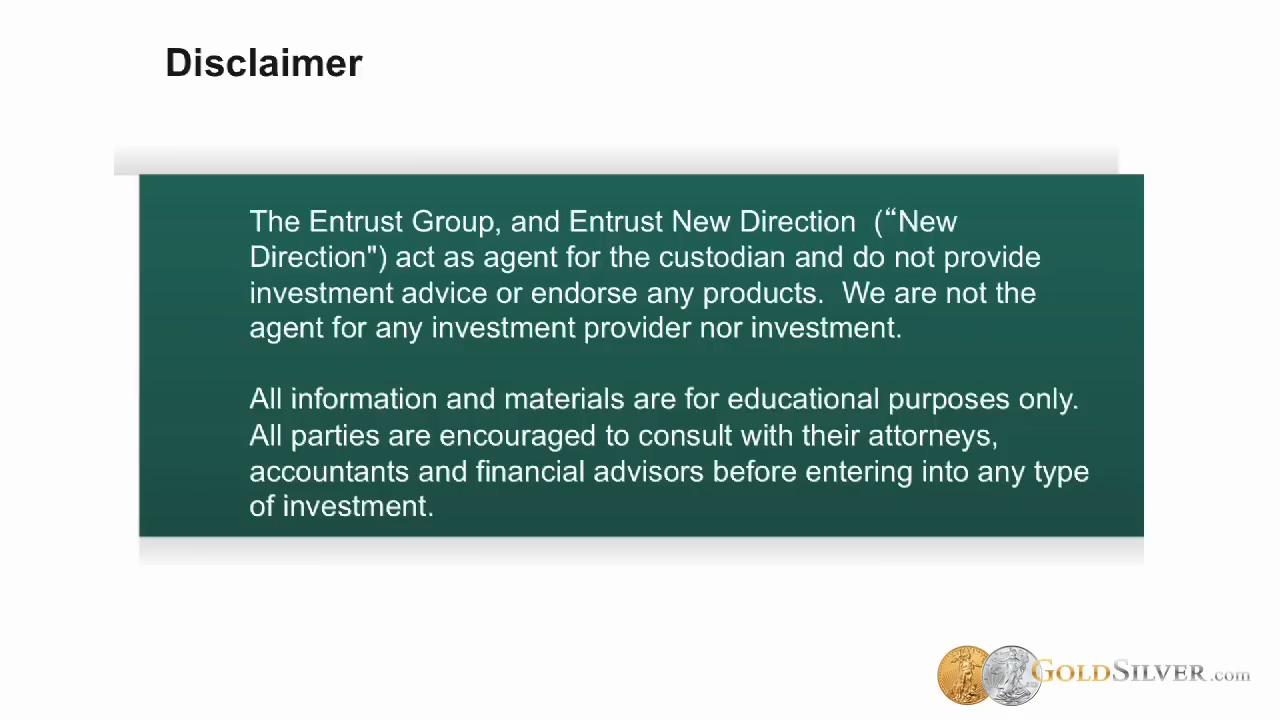 Disclaimer
The Entrust Group, and Entrust New Direction  (“New
Direction") act as agent for the custodian and do not provide
investment advice or endorse any products.  We are not the
agent for any investment provider nor investment.
All information and materials are for educational purposes only.
All parties are encouraged to consult with their attorneys,
accountants and financial advisors before entering into any type
of investment.
GOLDSILVER.com